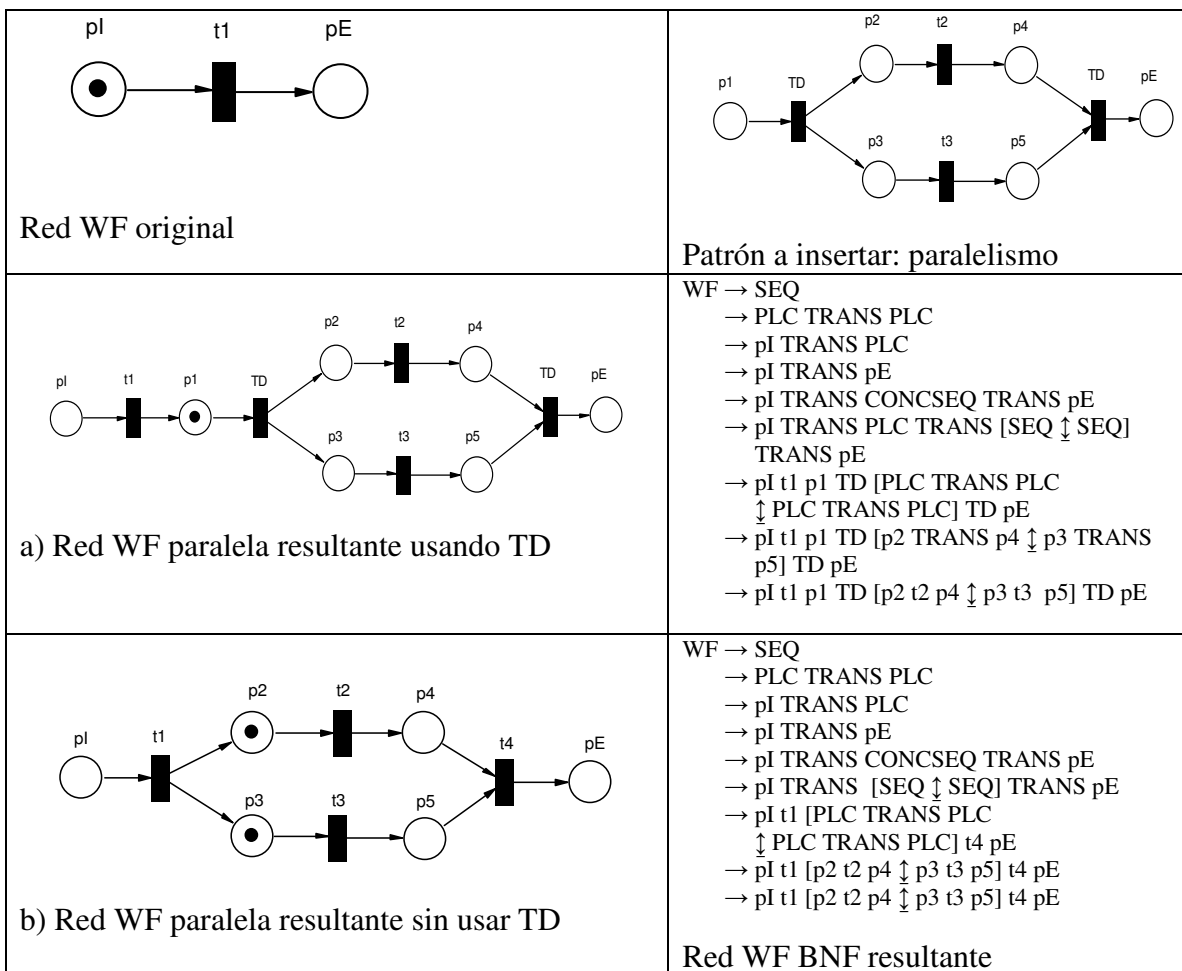 pI t1 pE
Red WF original
p2 t2 p4
p1 TD TD pE
p3 t3 p5
Patrón a insertar: paralelismo
p2 t2 p4
pI t1 p1 TD TD pE
p3 t3 p5
a) Red WF paralela resultante usando TD
WF → SEQ
→ PLC TRANS PLC
→ pI TRANS PLC
→ pI TRANS pE
→ pI TRANS CONCSEQ TRANS pE
→ pI TRANS PLC TRANS [SEQ ↨ SEQ]
TRANS pE
→ pI t1 p1 TD [PLC TRANS PLC
↨ PLC TRANS PLC] TD pE
→ pI t1 p1 TD [p2 TRANS p4 ↨ p3 TRANS
p5] TD pE
→ pI t1 p1 TD [p2 t2 p4 ↨ p3 t3 p5] TD pE
p2 t2 p4
pI t1 t4 pE
p3 t3 p5
b) Red WF paralela resultante sin usar TD
WF → SEQ
→ PLC TRANS PLC
→ pI TRANS PLC
→ pI TRANS pE
→ pI TRANS CONCSEQ TRANS pE
→ pI TRANS [SEQ ↨ SEQ] TRANS pE
→ pI t1 [PLC TRANS PLC
↨ PLC TRANS PLC] t4 pE
→ pI t1 [p2 t2 p4 ↨ p3 t3 p5] t4 pE
→ pI t1 [p2 t2 p4 ↨ p3 t3 p5] t4 pE
Red WF BNF resultante